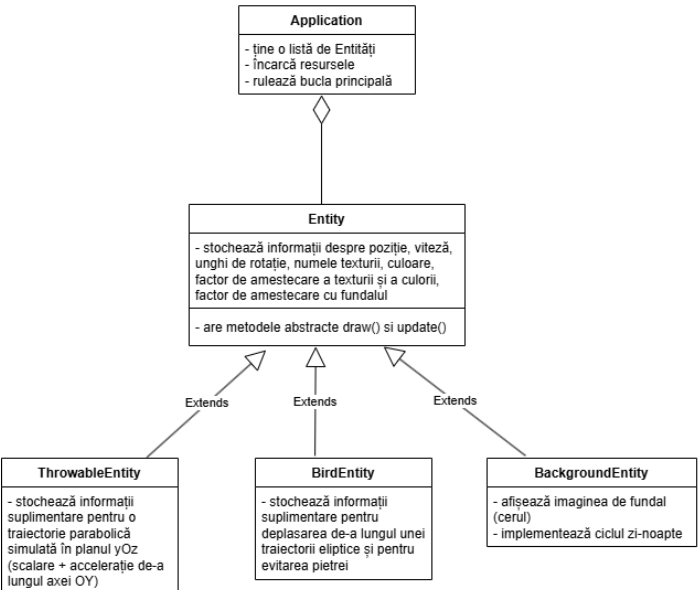 Application
- ține o listă de Entități
- încarcă resursele
- rulează bucla principală
Entity
- stochează informații despre poziție, viteză,
unghi de rotație, numele texturii, culoare,
factor de amestecare a texturii și a culorii,
factor de amestecare cu fundalul
- are metodele abstracte draw() si update()
Extends
Extends
Extends
ThrowableEntity
- stochează informații
suplimentare pentru o
traiectorie parabolică
simulată în planul yOz
(scalare + accelerație de-a
lungul axei OY)
BirdEntity
- stochează informații
suplimentare pentru
deplasarea de-a lungul unei
traiectorii eliptice și pentru
evitarea pietrei
BackgroundEntity
- afișează imaginea de fundal
(cerul)
- implementează ciclul zi-noapte